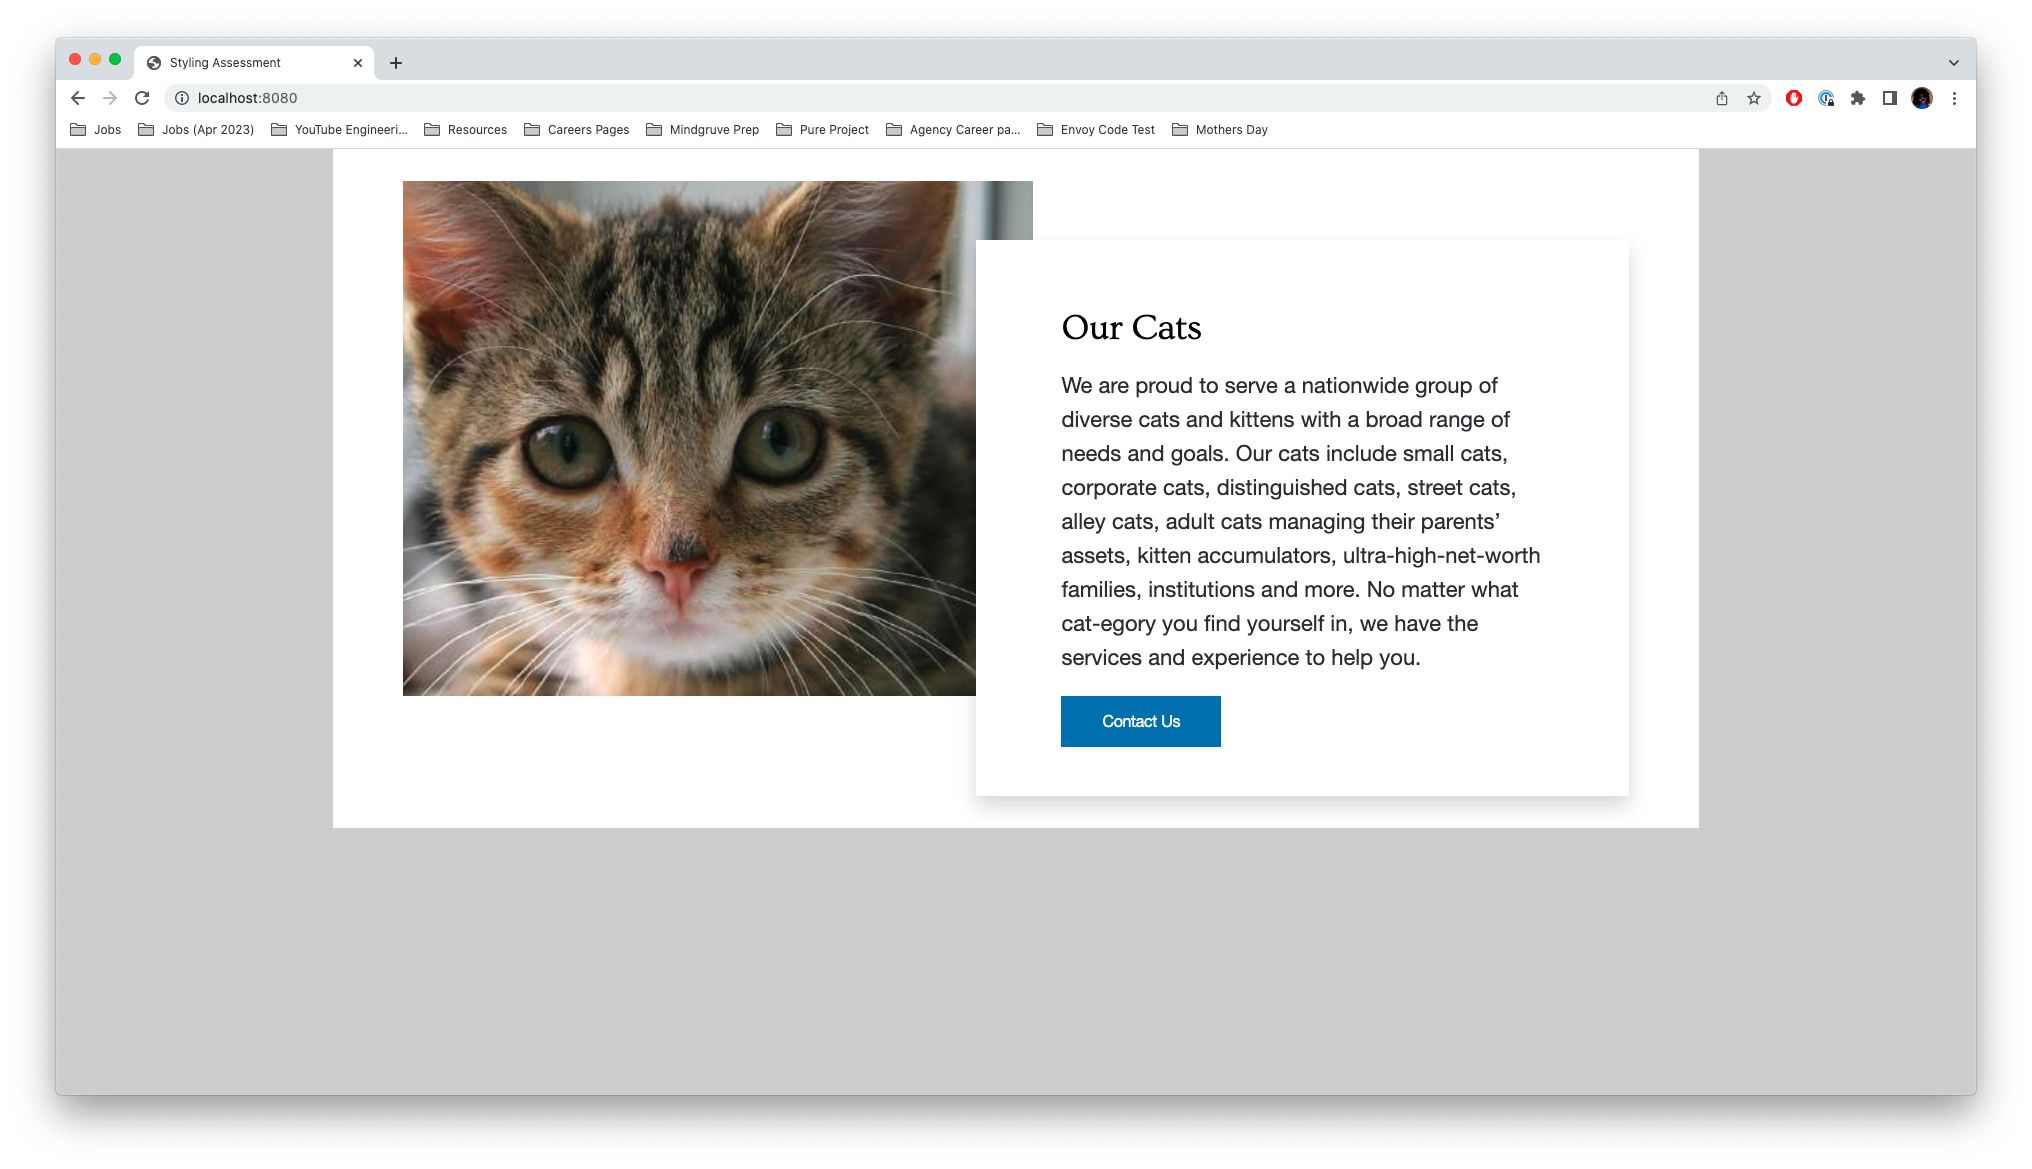 Styling Assessment
localhost:8080
Jobs Jobs (Apr 2023) YouTube Engineeri... Resources Careers Pages Mindgruve Prep Pure Project Agency Career pa... Envoy Code Test Mothers Day
Our Cats
We are proud to serve a nationwide group of
diverse cats and kittens with a broad range of
needs and goals. Our cats include small cats,
corporate cats, distinguished cats, street cats,
alley cats, adult cats managing their parents’
assets, kitten accumulators, ultra-high-net-worth
families, institutions and more. No matter what
cat-egory you find yourself in, we have the
services and experience to help you.
Contact Us